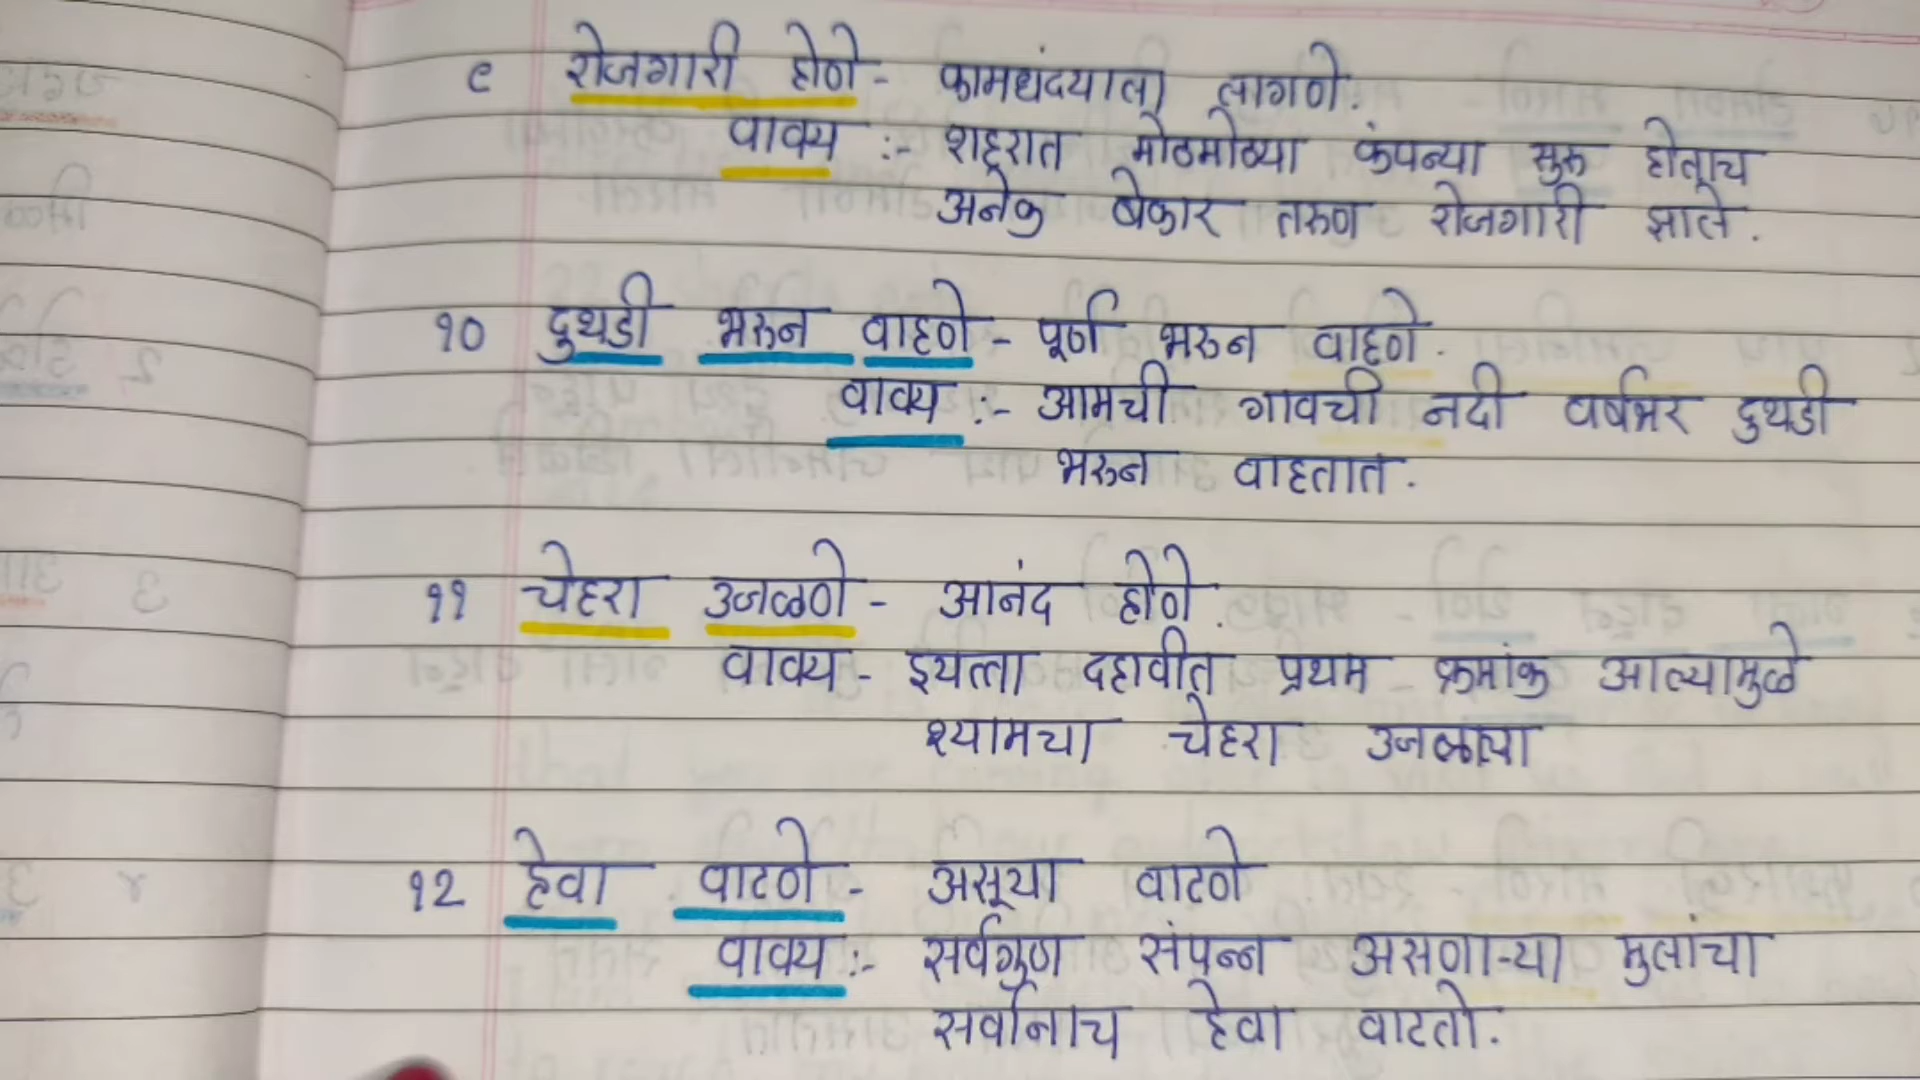 ९ रोजगारी होणे - कामधंदयाला लागणे.
वाक्य :- शहरात मोठमोठ्या कंपन्या सुरू होताच
अनेक बेकार तरुण रोजगारी झाले.
१० दुथडी भरून वाहणे - पूर्ण भरून वाहणे.
वाक्य :- आमची गावची नदी वर्षभर दुथडी
भरून वाहतात.
११ चेहरा उजळणे - आनंद होणे.
वाक्य - इयत्ता दहावीत प्रथम क्रमांक आल्यामुळे
श्यामचा चेहरा उजळला
१२ हेवा वाटणे - असूया वाटणे
वाक्य :- सर्वगुण संपन्न असणाऱ्या मुलांचा
सर्वांनाच हेवा वाटतो.